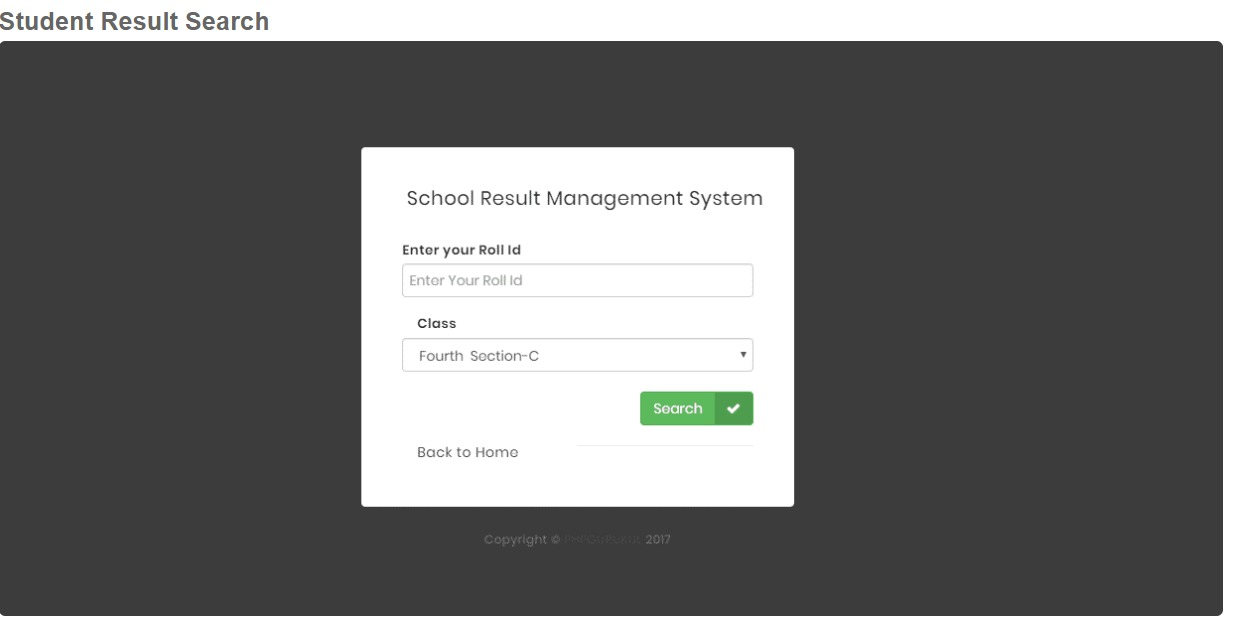 Student Result Search
School Result Management System
Enter your Roll Id
Enter Your Roll Id
Class
Fourth Section-C
Search
Back to Home
Copyright © PHPGURUKUL 2017